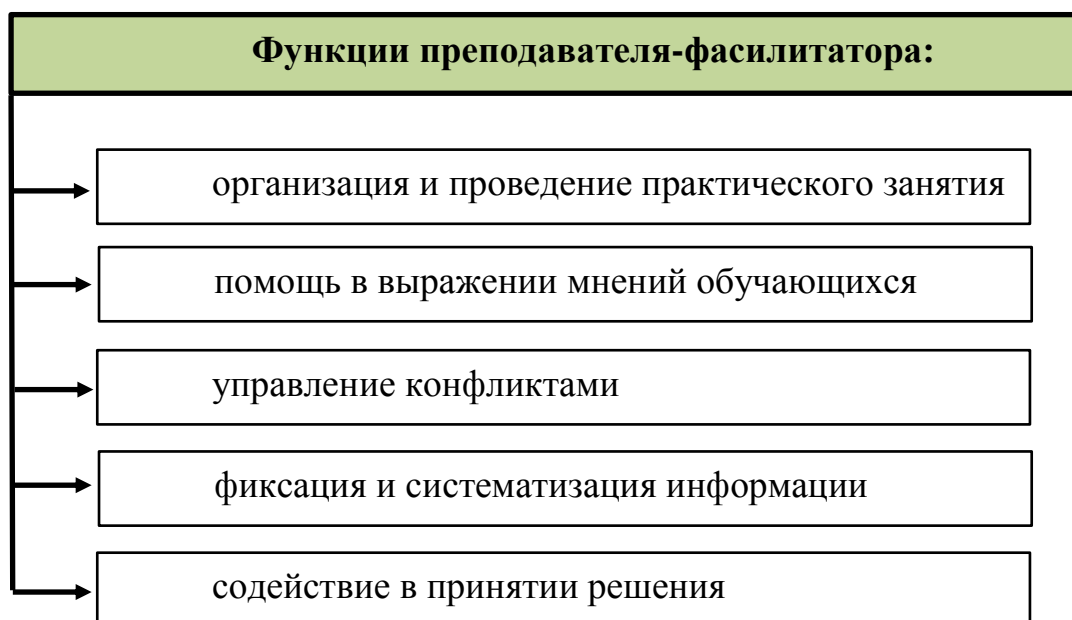 Функции преподавателя-фасилитатора:
организация и проведение практического занятия
помощь в выражении мнений обучающихся
управление конфликтами
фиксация и систематизация информации
содействие в принятии решения